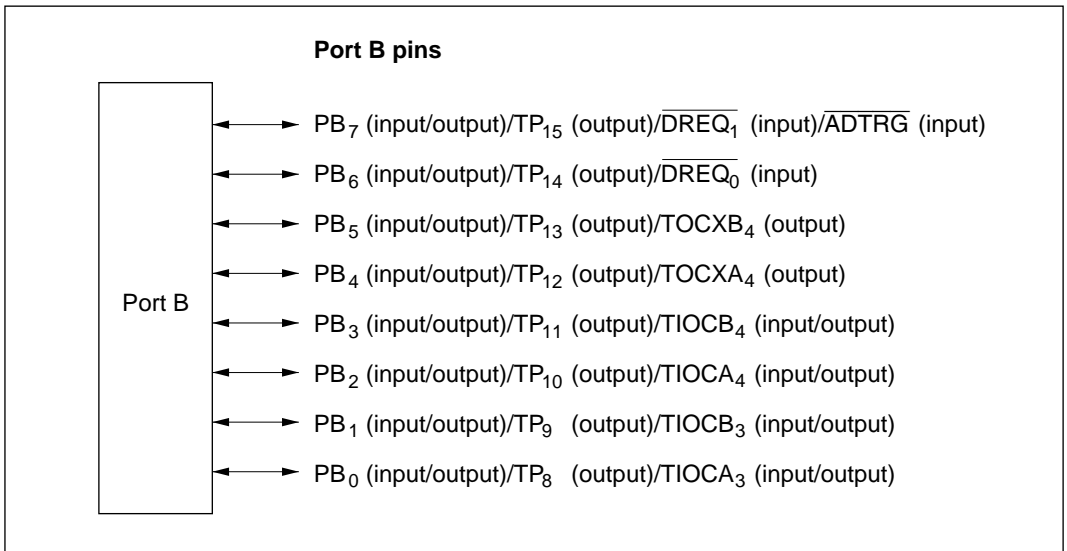 Port B pins
Port B
PB₇ (input/output)/TP₁₅ (output)/D̅R̅E̅Q̅₁̅ (input)/A̅D̅T̅R̅G̅ (input)
PB₆ (input/output)/TP₁₄ (output)/D̅R̅E̅Q̅₀̅ (input)
PB₅ (input/output)/TP₁₃ (output)/TOCXB₄ (output)
PB₄ (input/output)/TP₁₂ (output)/TOCXA₄ (output)
PB₃ (input/output)/TP₁₁ (output)/TIOCB₄ (input/output)
PB₂ (input/output)/TP₁₀ (output)/TIOCA₄ (input/output)
PB₁ (input/output)/TP₉ (output)/TIOCB₃ (input/output)
PB₀ (input/output)/TP₈ (output)/TIOCA₃ (input/output)